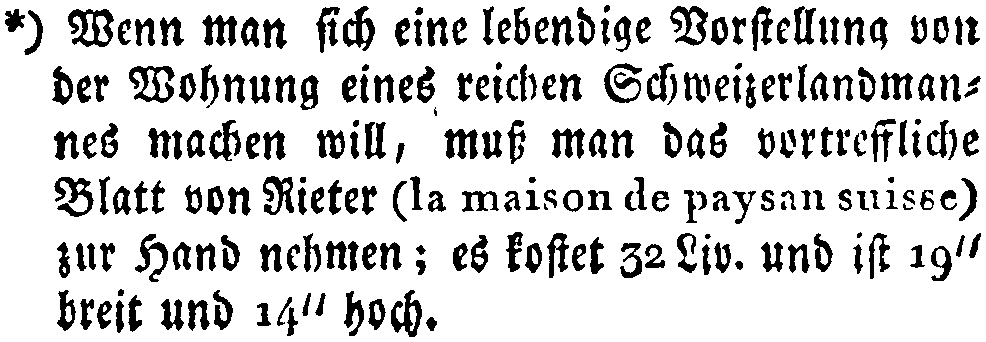 *) Wenn man sich eine lebendige Vorstellung von
der Wohnung eines reichen Schweizerlandman-
nes machen will, muß man das vortreffliche
Blatt von Rieter (la maison de paysan suisse)
zur Hand nehmen; es kostet 32 Liv. und ist 19″
breit und 14″ hoch.